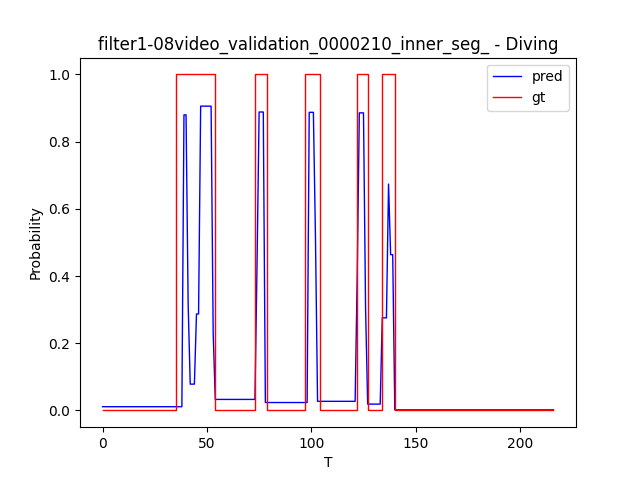 filter1-08video_validation_0000210_inner_seg_ - Diving
pred
gt
1.0
0.8
0.6
0.4
0.2
0.0
Probability
0
50
100
150
200
T